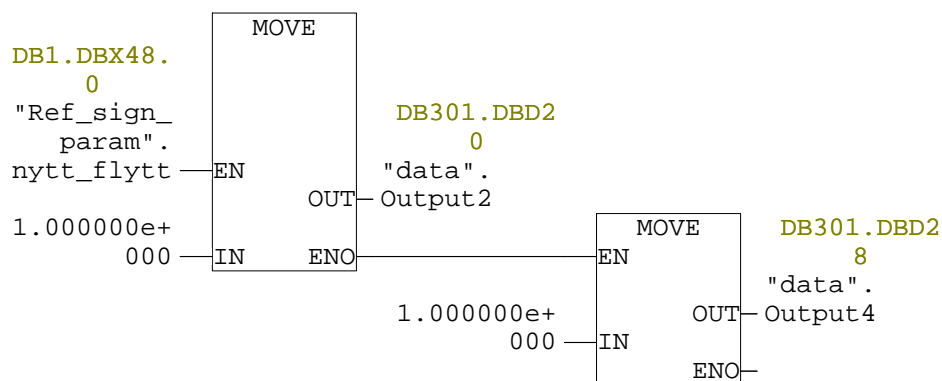 MOVE
DB1.DBX48.
0
"Ref_sign_
param".
nytt_flytt
EN
DB301.DBD2
0
"data".
OUT
Output2
1.000000e+
000
IN
ENO
MOVE
DB301.DBD2
8
EN
"data".
1.000000e+
OUT
Output4
000
IN
ENO